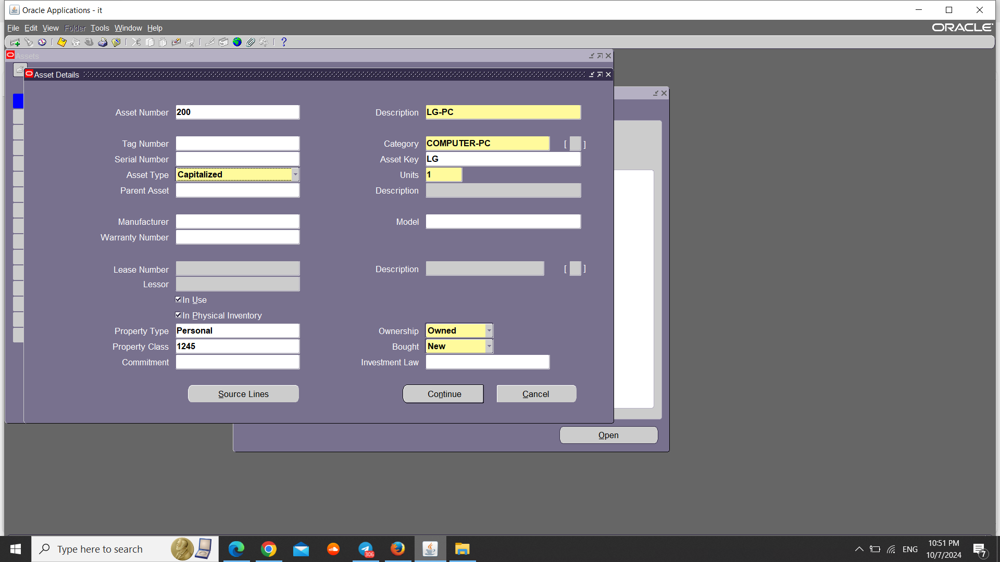 Oracle Applications - it
File Edit View Folder Tools Window Help
ORACLE
Assets
Asset Details
Asset Number 200
Description LG-PC
Tag Number
Category COMPUTER-PC [ ]
Serial Number
Asset Key LG
Asset Type Capitalized
Units 1
Parent Asset
Description
Manufacturer
Model
Warranty Number
Lease Number
Description [ ]
Lessor
In Use
In Physical Inventory
Property Type Personal
Ownership Owned
Property Class 1245
Bought New
Commitment
Investment Law
Source Lines
Continue
Cancel
Open
Type here to search
306
ENG
10:51 PM
10/7/2024
7